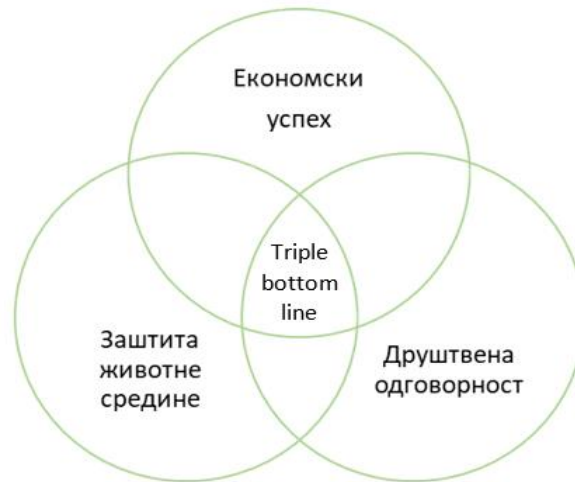 Економски
успех
Triple
bottom
line
Заштита
животне
средине
Друштвена
одговорност